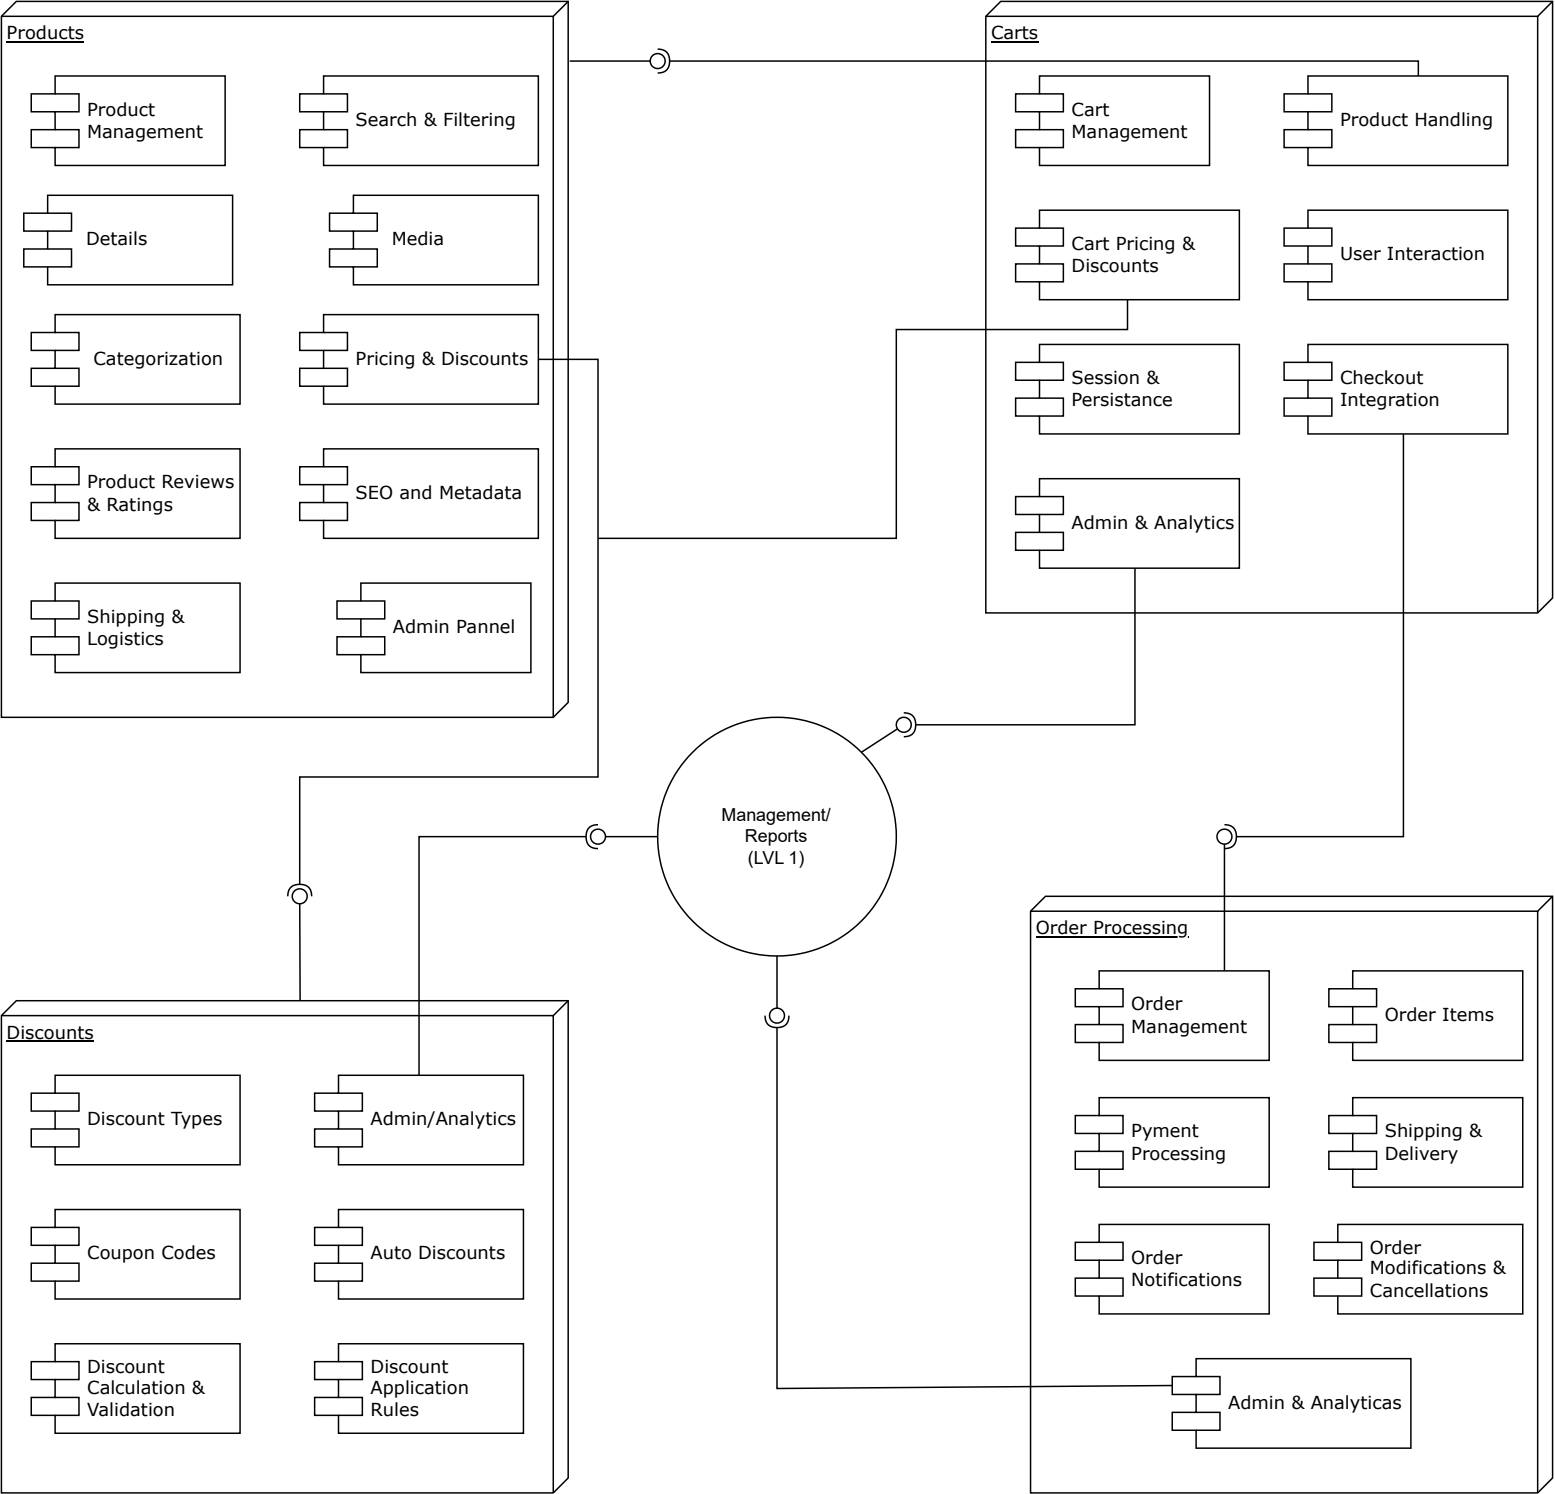 Products
Product
Management
Search & Filtering
Details
Media
Categorization
Pricing & Discounts
Product Reviews
& Ratings
SEO and Metadata
Shipping &
Logistics
Admin Pannel
Carts
Cart
Management
Product Handling
Cart Pricing &
Discounts
User Interaction
Session &
Persistance
Checkout
Integration
Admin & Analytics
Management/
Reports
(LVL 1)
Discounts
Discount Types
Admin/Analytics
Coupon Codes
Auto Discounts
Discount
Calculation &
Validation
Discount
Application
Rules
Order Processing
Order
Management
Order Items
Pyment
Processing
Shipping &
Delivery
Order
Notifications
Order
Modifications &
Cancellations
Admin & Analyticas